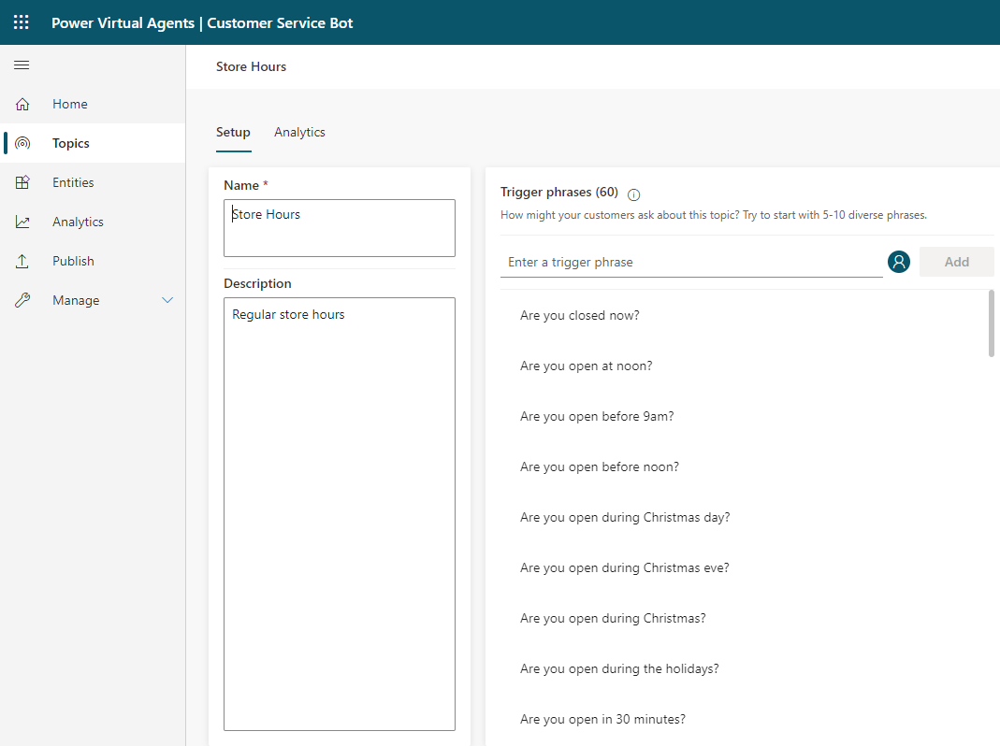 Power Virtual Agents | Customer Service Bot
Home
Topics
Entities
Analytics
Publish
Manage
Store Hours
Setup
Analytics
Name *
Store Hours
Description
Regular store hours
Trigger phrases (60)
How might your customers ask about this topic? Try to start with 5-10 diverse phrases.
Enter a trigger phrase
Add
Are you closed now?
Are you open at noon?
Are you open before 9am?
Are you open before noon?
Are you open during Christmas day?
Are you open during Christmas eve?
Are you open during Christmas?
Are you open during the holidays?
Are you open in 30 minutes?